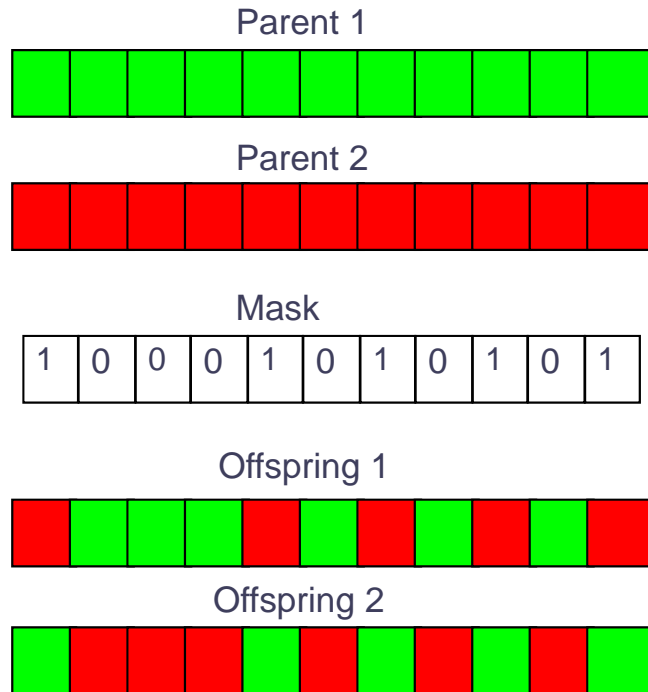 Parent 1
Parent 2
Mask
1 0 0 0 1 0 1 0 1 0 1
Offspring 1
Offspring 2